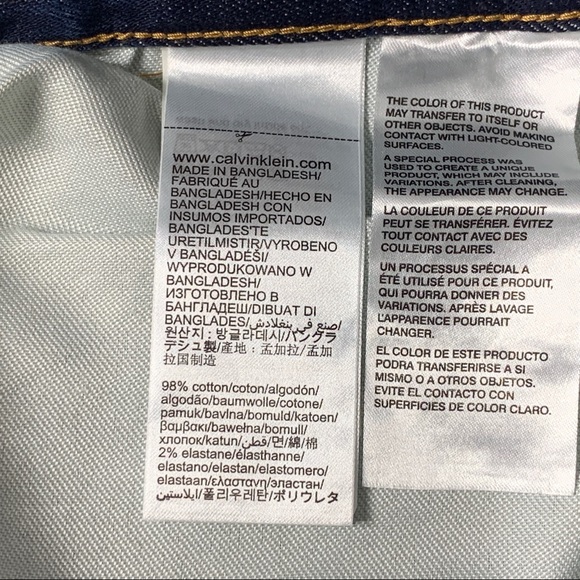 www.calvinklein.com
MADE IN BANGLADESH/
FABRIQUÉ AU
BANGLADESH/HECHO EN
BANGLADESH CON
INSUMOS IMPORTADOS/
BANGLADEŞ'TE
URETILMISTIR/VYROBENO
V BANGLADÉŠI/
WYPRODUKOWANO W
BANGLADESH/
ИЗГОТОВЛЕНО В
БАНГЛАДЕШ/DIBUAT DI
BANGLADES/اصنع في بنغلادش
원산지 : 방글라데시/バングラ
デシュ製/產地 : 孟加拉/孟加
拉国制造
98% cotton/coton/algodón/
algodão/baumwolle/cotone/
pamuk/bavlna/bomuld/katoen/
βαμβακι/bawełna/bomull/
хлопок/katun/قطن/면/綿/棉
2% elastane/élasthanne/
elastano/elastan/elastomero/
elastaan/ελαστανη/эластан/
ايلاستين/폴리우레탄/ポリウレタ
THE COLOR OF THIS PRODUCT
MAY TRANSFER TO ITSELF OR
OTHER OBJECTS. AVOID MAKING
CONTACT WITH LIGHT-COLORED
SURFACES.
A SPECIAL PROCESS WAS
USED TO CREATE A UNIQUE
PRODUCT, WHICH MAY INCLUDE
VARIATIONS. AFTER CLEANING,
THE APPEARANCE MAY CHANGE.
LA COULEUR DE CE PRODUIT
PEUT SE TRANSFÉRER. ÉVITEZ
TOUT CONTACT AVEC DES
COULEURS CLAIRES.
UN PROCESSUS SPÉCIAL A
ÉTÉ UTILISÉ POUR CE PRODUIT,
QUI POURRA DONNER DES
VARIATIONS. APRÈS LAVAGE
L'APPARENCE POURRAIT
CHANGER.
EL COLOR DE ESTE PRODUCTO
PODRA TRANSFERIRSE A SI
MISMO O A OTROS OBJETOS.
EVITE EL CONTACTO CON
SUPERFICIES DE COLOR CLARO.